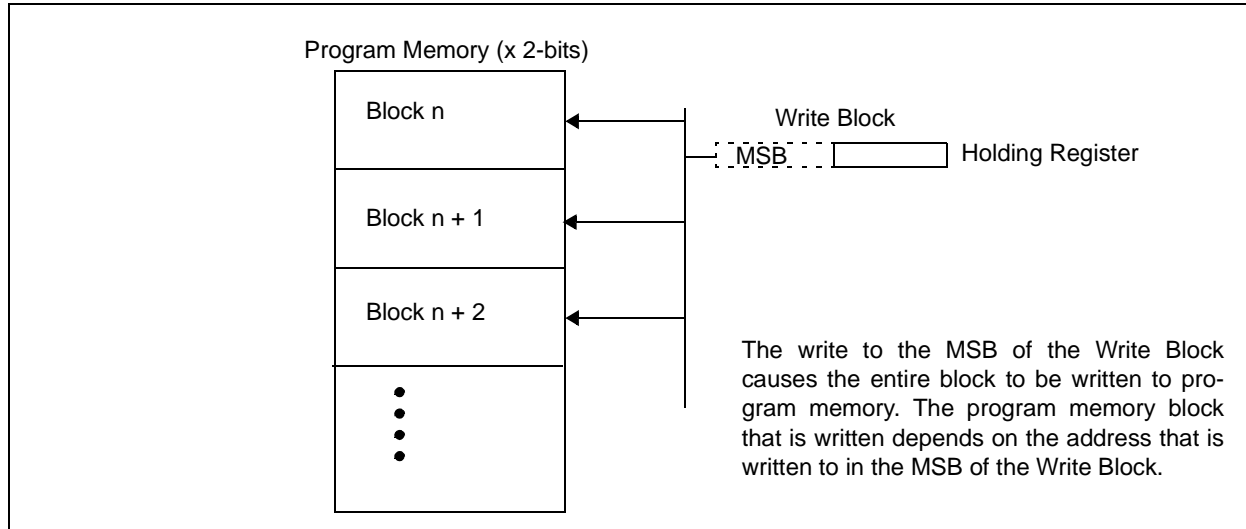 Program Memory (x 2-bits)
Block n
Write Block
MSB
Holding Register
Block n + 1
Block n + 2
The write to the MSB of the Write Block
causes the entire block to be written to pro-
gram memory. The program memory block
that is written depends on the address that is
written to in the MSB of the Write Block.